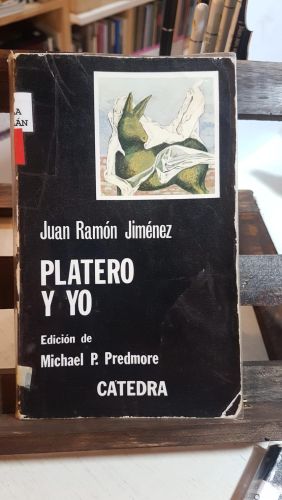 Juan Ramón Jiménez
PLATERO
Y YO
Edición de
Michael P. Predmore
CATEDRA